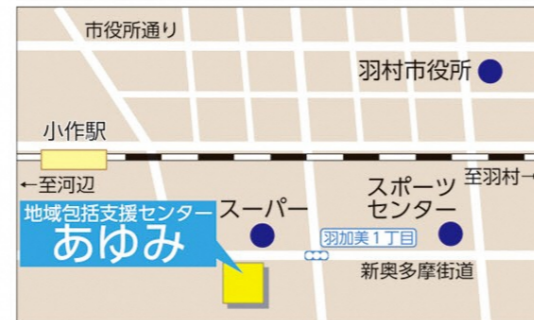 市役所通り
羽村市役所
小作駅
←至河辺
至羽村→
地域包括支援センター
あゆみ
スーパー
スポーツ
センター
羽加美1丁目
新奥多摩街道